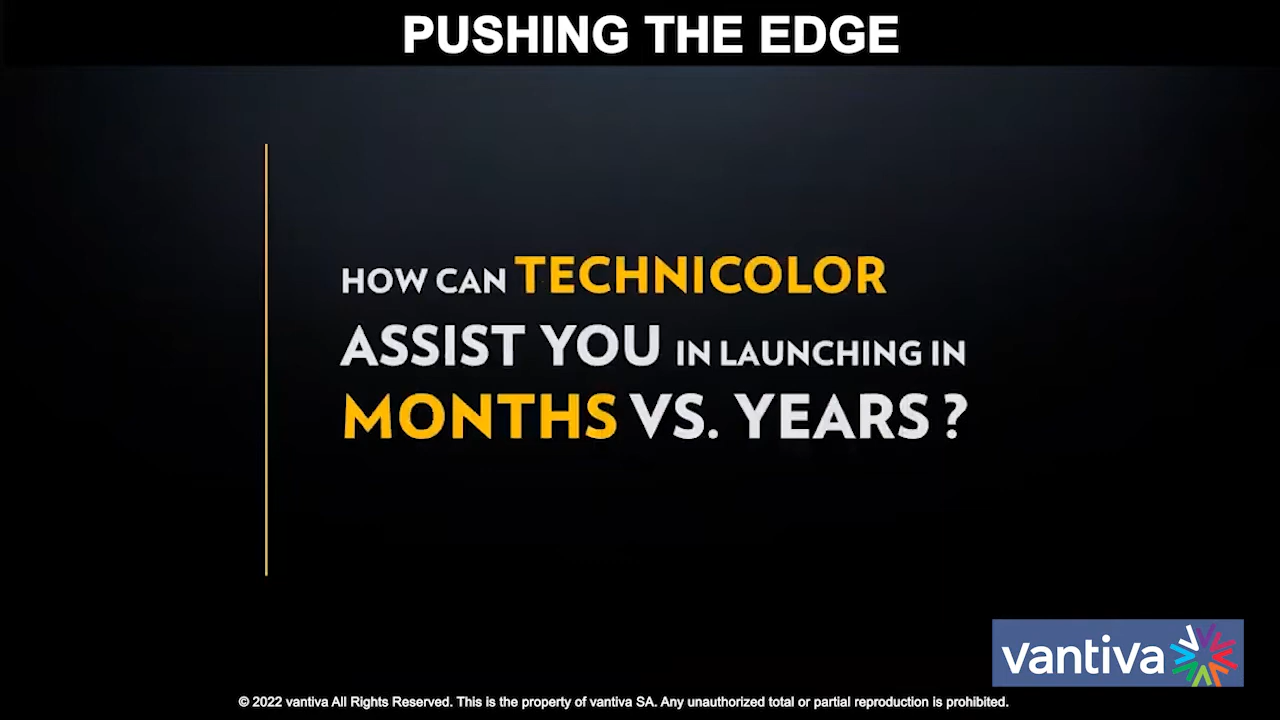 PUSHING THE EDGE
HOW CAN TECHNICOLOR
ASSIST YOU IN LAUNCHING IN
MONTHS VS. YEARS ?
vantiva
© 2022 vantiva All Rights Reserved. This is the property of vantiva SA. Any unauthorized total or partial reproduction is prohibited.